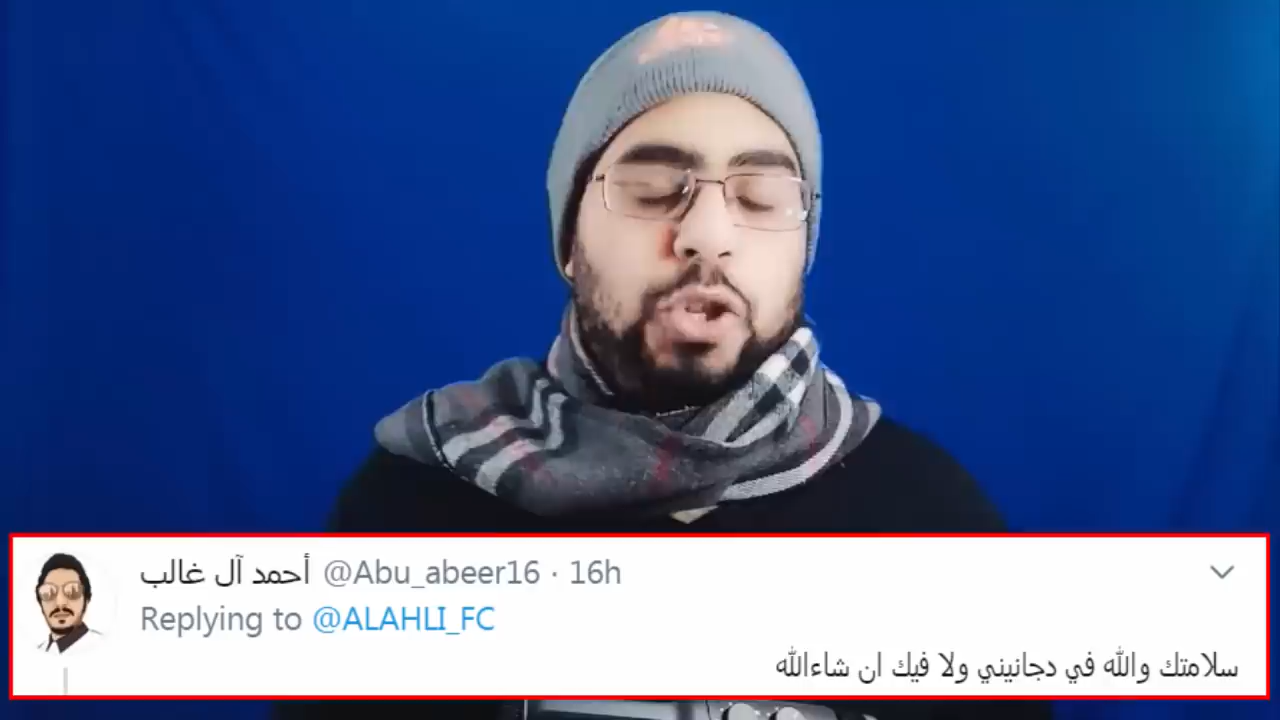 أحمد آل غالب @Abu_abeer16 · 16h
Replying to @ALAHLI_FC
سلامتك والله في دجانيني ولا فيك ان شاءالله